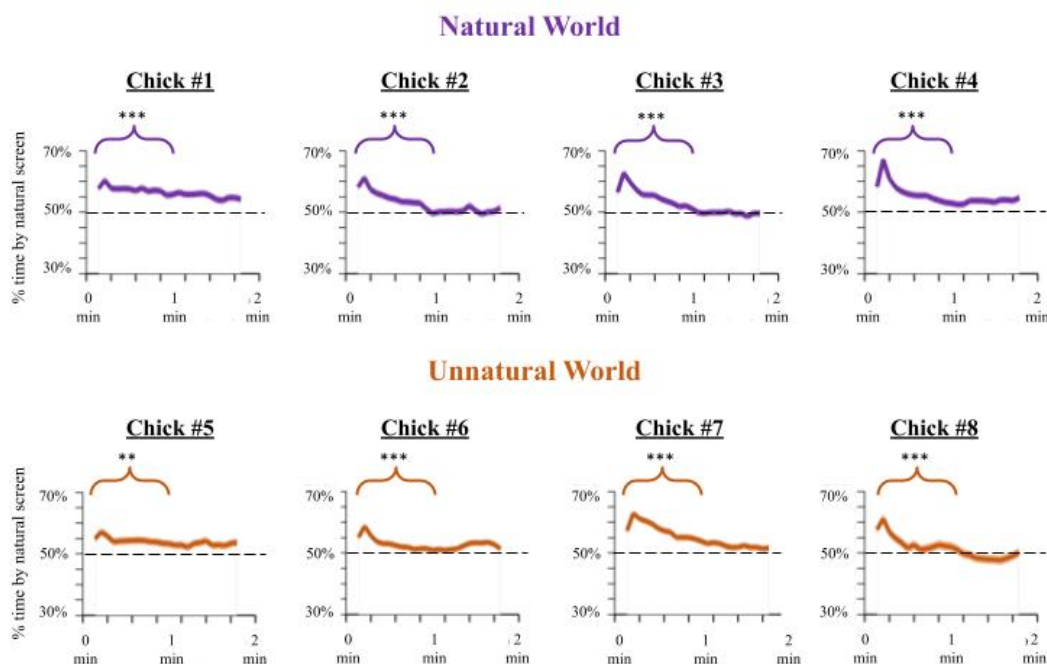 Natural World
Chick #1 Chick #2 Chick #3 Chick #4
*** *** *** ***
% time by natural screen
70% 70% 70% 70%
50% 50% 50% 50%
30% 30% 30% 30%
0 1 2 0 1 2 0 1 2 0 1 2
min min min min min min min min min min min min
Unnatural World
Chick #5 Chick #6 Chick #7 Chick #8
** *** *** ***
% time by natural screen
70% 70% 70% 70%
50% 50% 50% 50%
30% 30% 30% 30%
0 1 2 0 1 2 0 1 2 0 1 2
min min min min min min min min min min min min